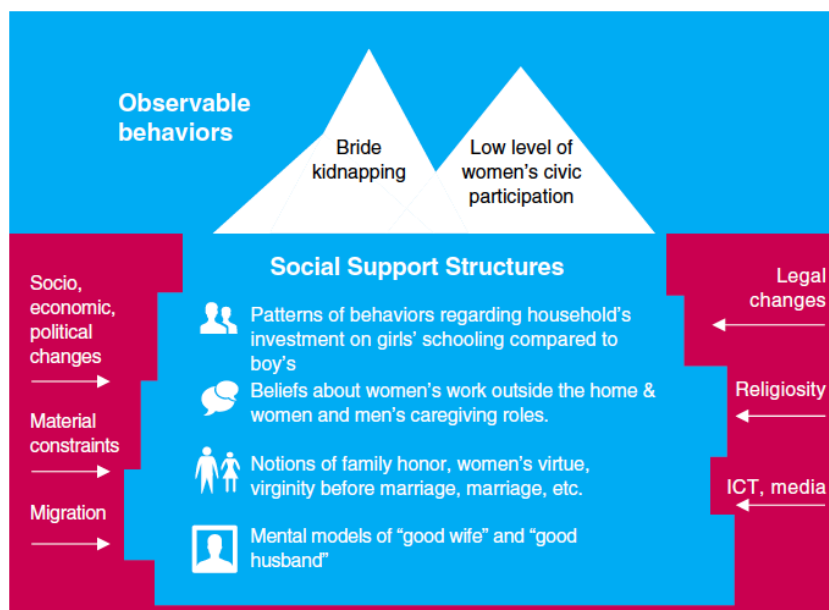 Observable
behaviors
Bride
kidnapping
Low level of
women's civic
participation
Social Support Structures
Socio,
economic,
political
changes
Material
constraints
Migration
Patterns of behaviors regarding household's
investment on girls' schooling compared to
boy's
Beliefs about women's work outside the home &
women and men's caregiving roles.
Notions of family honor, women's virtue,
virginity before marriage, marriage, etc.
Mental models of "good wife" and "good
husband"
Legal
changes
Religiosity
ICT, media